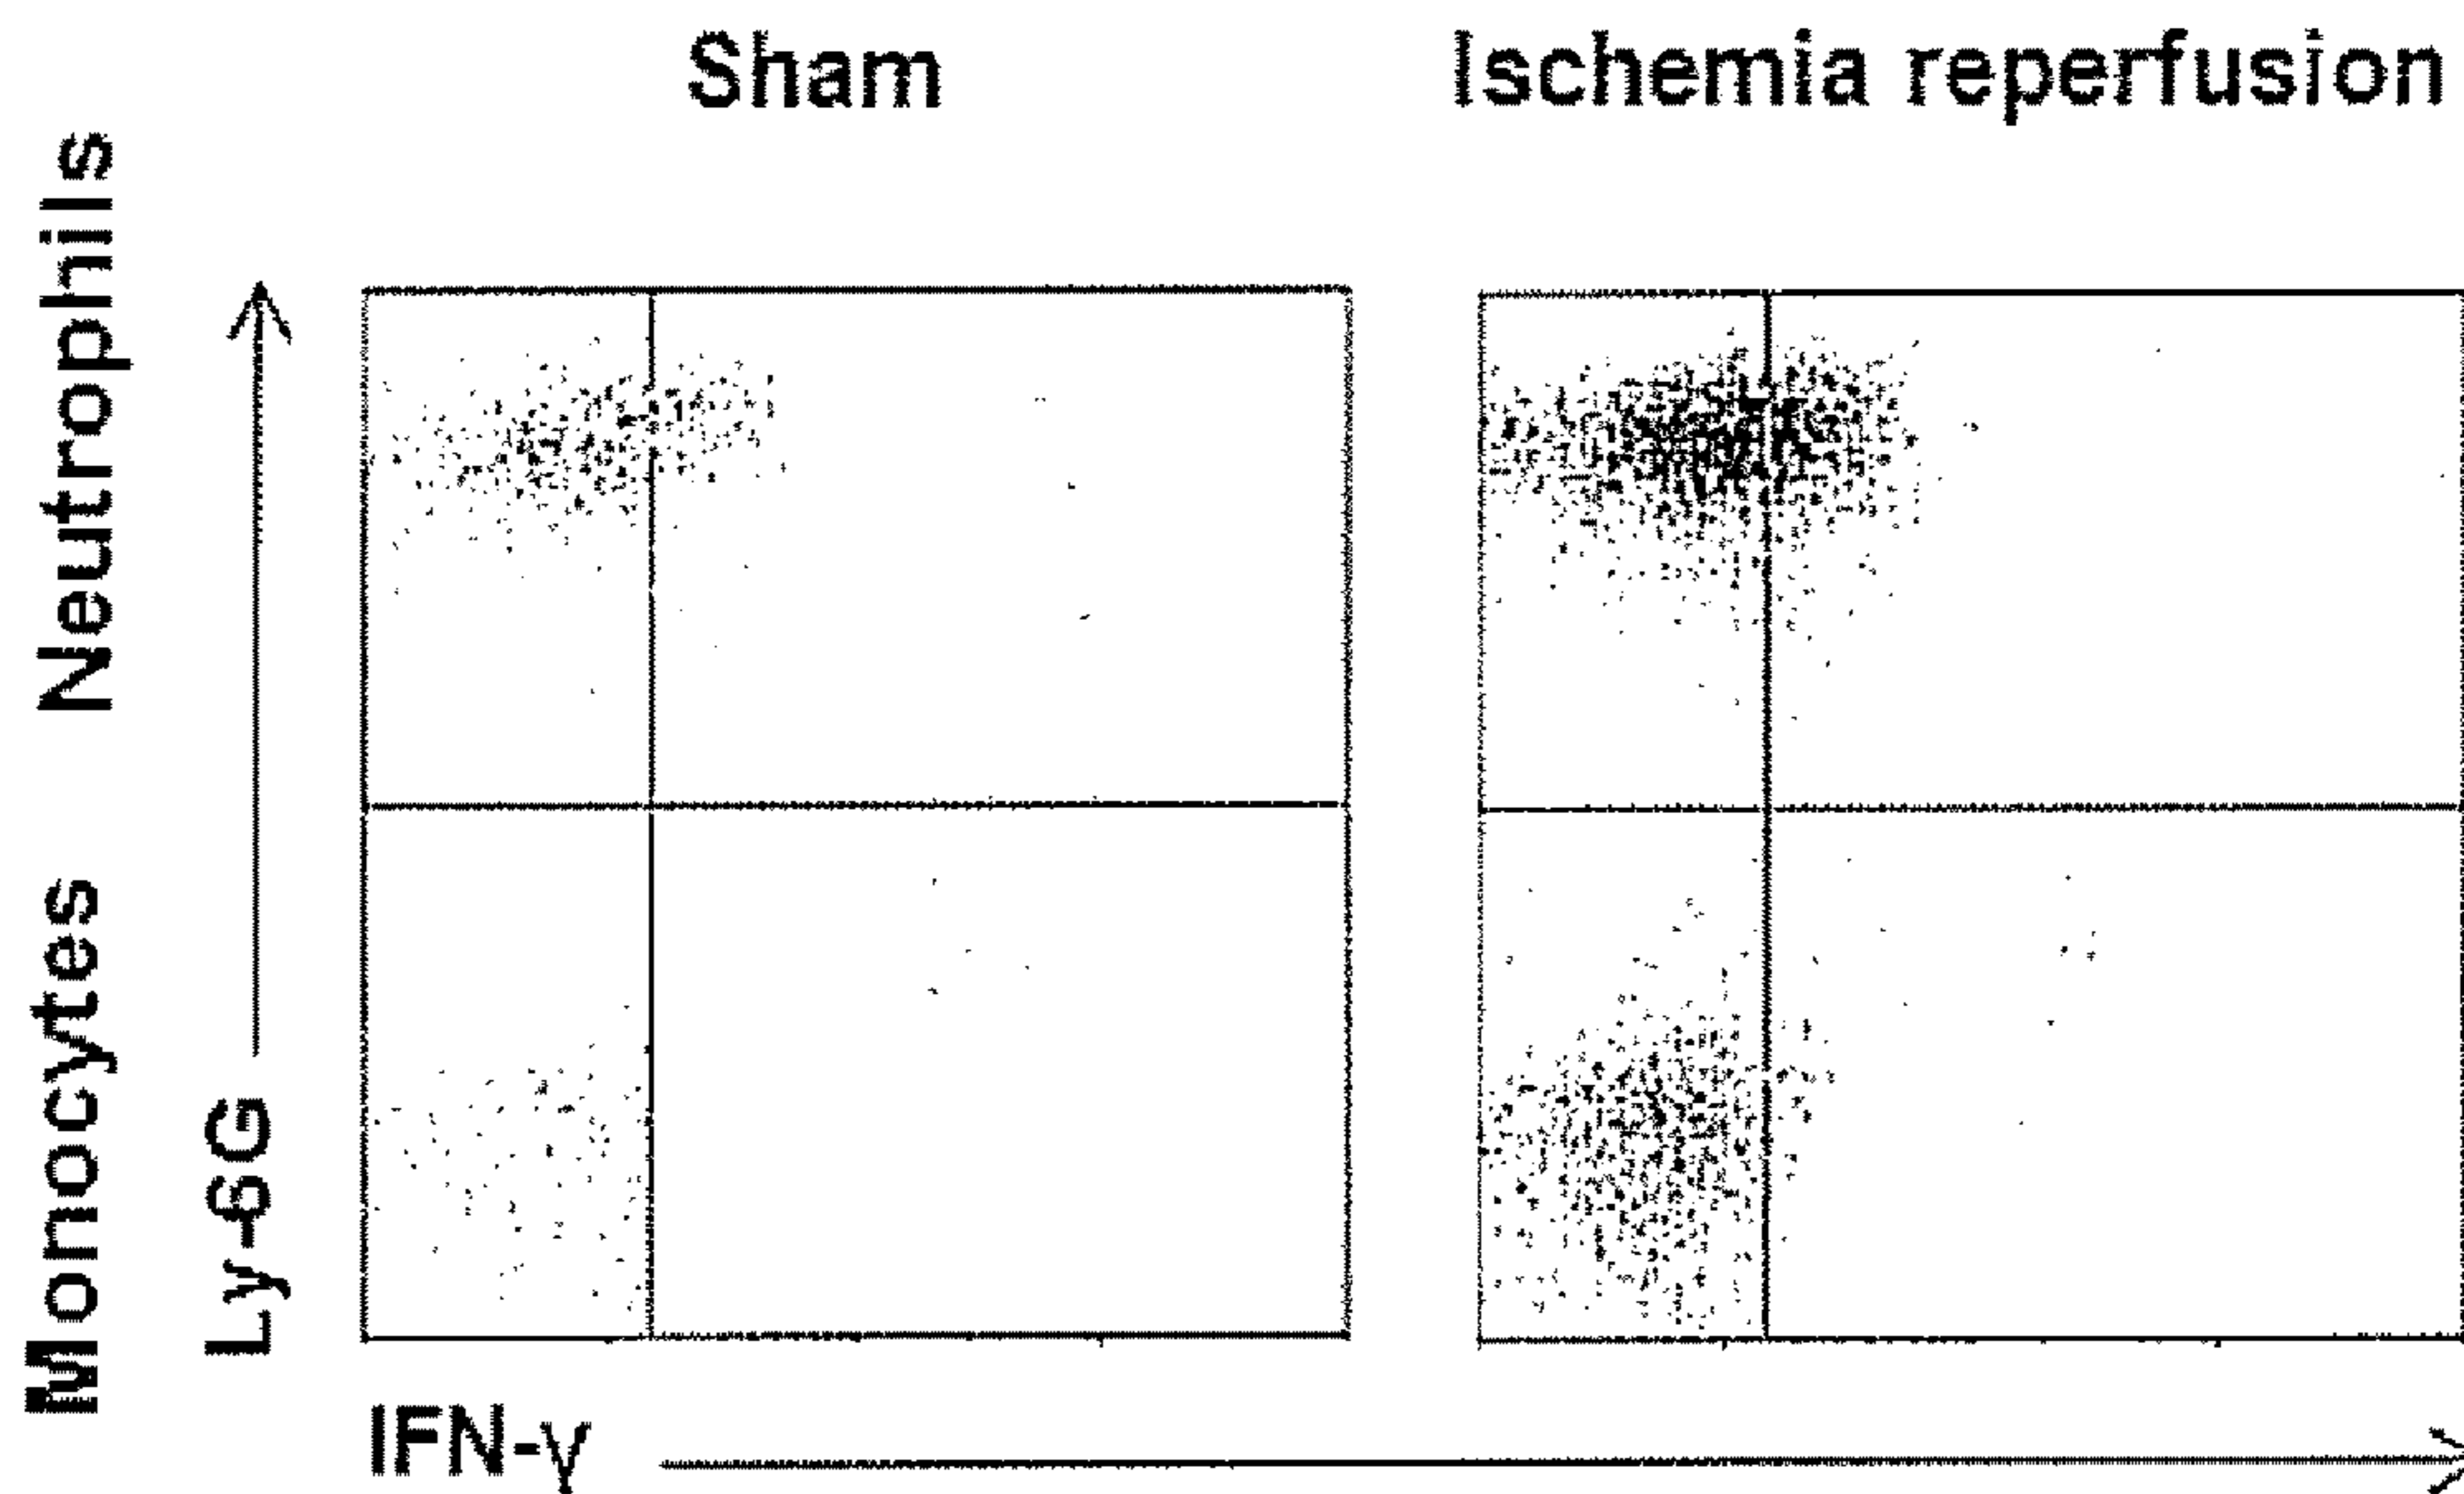 Sham
Ischemia reperfusion
Neutrophils
Monocytes
Ly-6G
IFN-γ